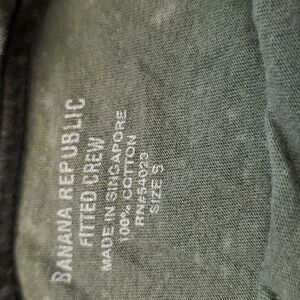 BANANA REPUBLIC
FITTED CREW
MADE IN SINGAPORE
100% COTTON
RN#54023
SIZE S